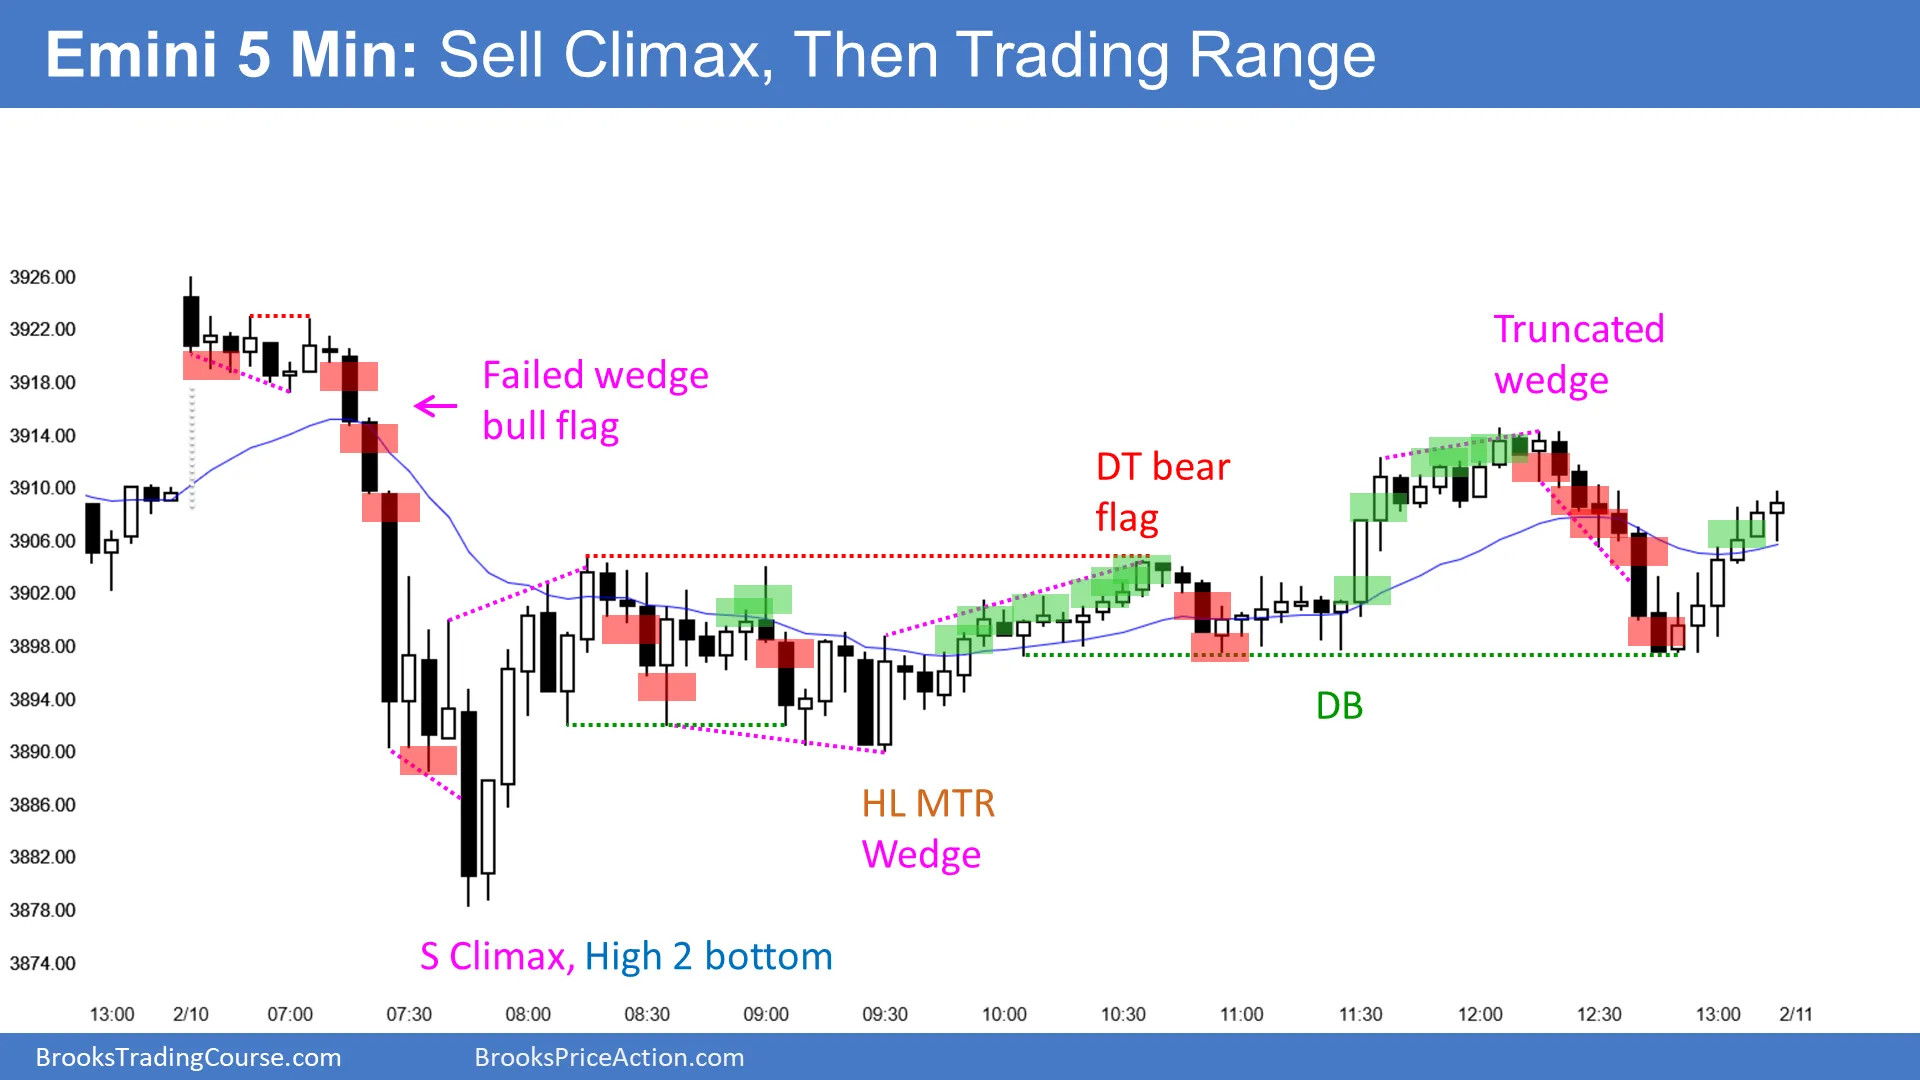 Emini 5 Min: Sell Climax, Then Trading Range
3926.00
3922.00
3918.00
3914.00
3910.00
3906.00
3902.00
3898.00
3894.00
3890.00
3886.00
3882.00
3878.00
3874.00
Failed wedge
bull flag
Truncated
wedge
DT bear
flag
DB
HL MTR
Wedge
S Climax, High 2 bottom
13:00 2/10 07:00 07:30 08:00 08:30 09:00 09:30 10:00 10:30 11:00 11:30 12:00 12:30 13:00 2/11
BrooksTradingCourse.com BrooksPriceAction.com